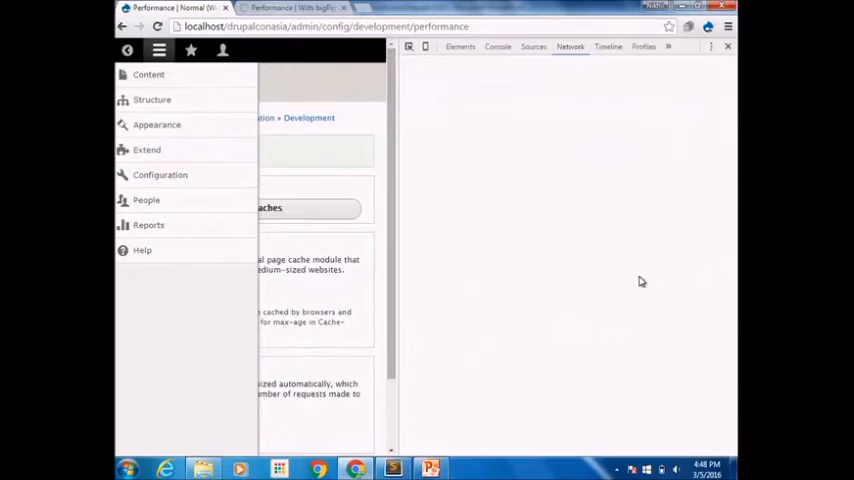 Performance | Normal (W
Performance | With bigPi
Nikhil
localhost/drupalconasia/admin/config/development/performance
Elements Console Sources Network Timeline Profiles »
Content
Structure
Appearance
Extend
Configuration
People
Reports
Help
ation » Development
aches
al page cache module that
edium-sized websites.
e cached by browsers and
for max-age in Cache-
ized automatically, which
umber of requests made to
4:48 PM
3/5/2016